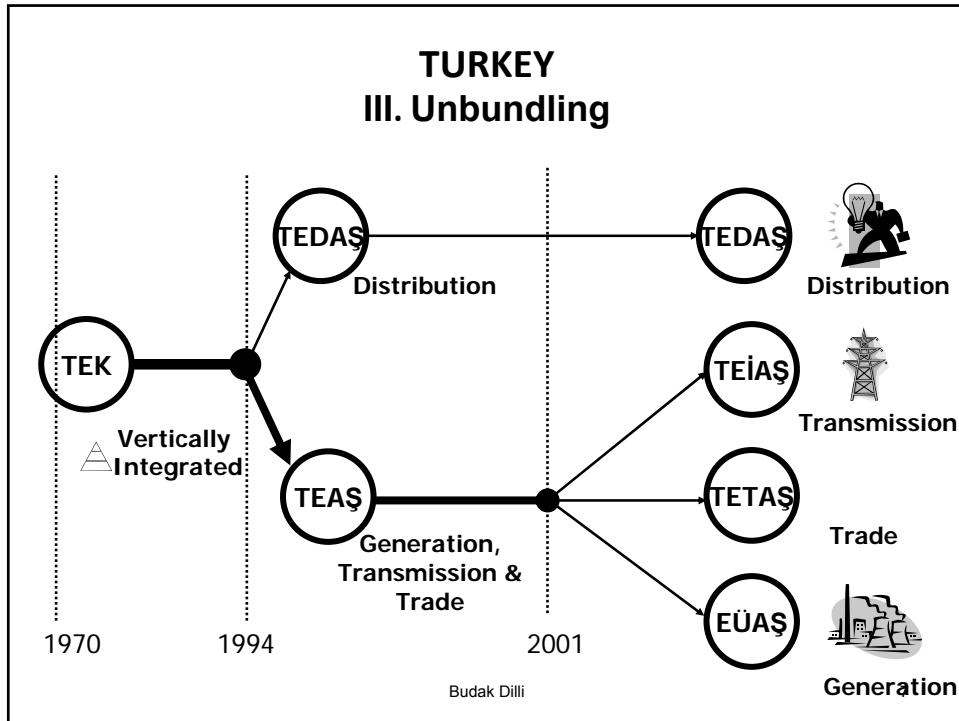 TURKEY
III. Unbundling
TEDAŞ
Distribution
TEDAŞ
Distribution
TEK
Vertically
Integrated
TEİAŞ
Transmission
TEAŞ
Generation,
Transmission &
Trade
TETAŞ
Trade
EÜAŞ
Generation
1970
1994
2001
Budak Dilli